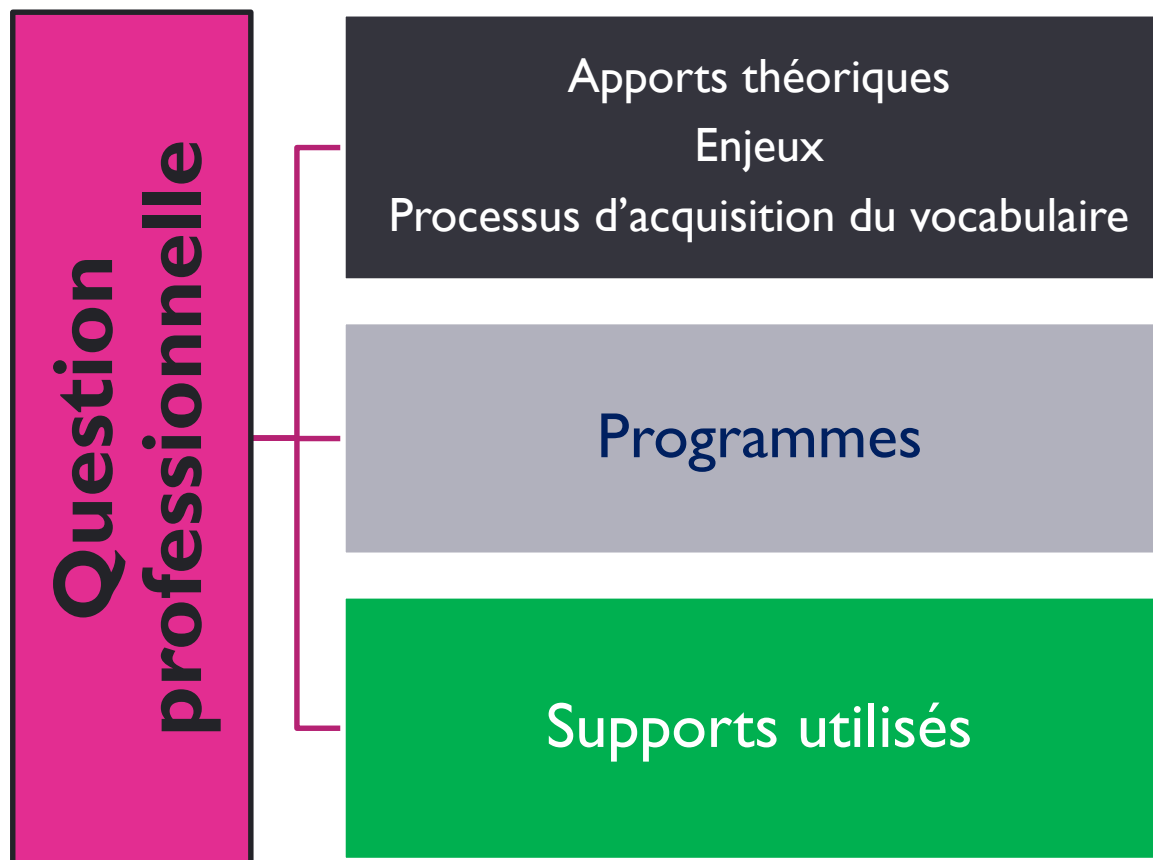 Question
professionnelle
Apports théoriques
Enjeux
Processus d’acquisition du vocabulaire
Programmes
Supports utilisés